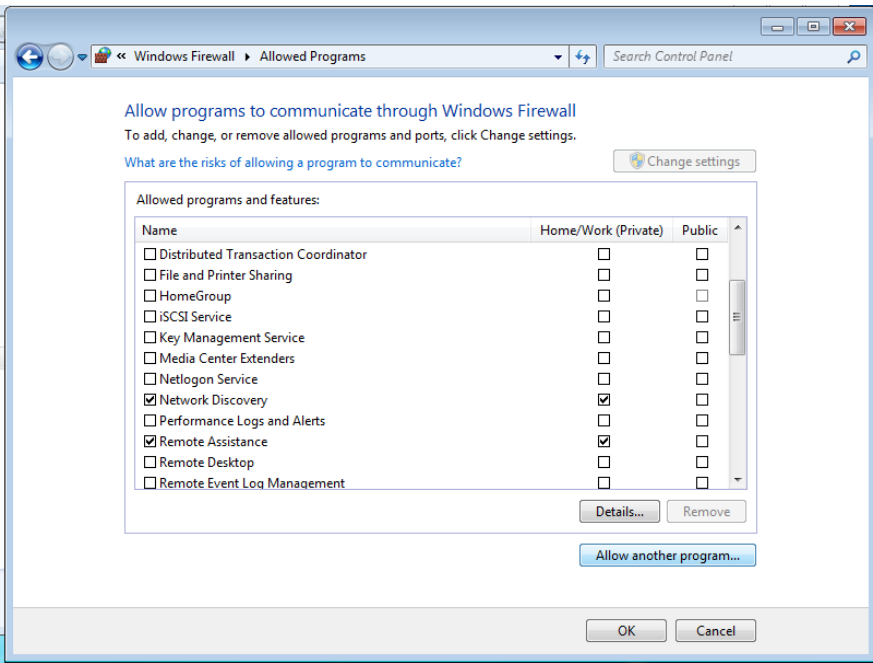 « Windows Firewall ▸ Allowed Programs
Search Control Panel
Allow programs to communicate through Windows Firewall
To add, change, or remove allowed programs and ports, click Change settings.
What are the risks of allowing a program to communicate?
Change settings
Allowed programs and features:
Name Home/Work (Private) Public
Distributed Transaction Coordinator
File and Printer Sharing
HomeGroup
iSCSI Service
Key Management Service
Media Center Extenders
Netlogon Service
Network Discovery
Performance Logs and Alerts
Remote Assistance
Remote Desktop
Remote Event Log Management
Details... Remove
Allow another program...
OK Cancel